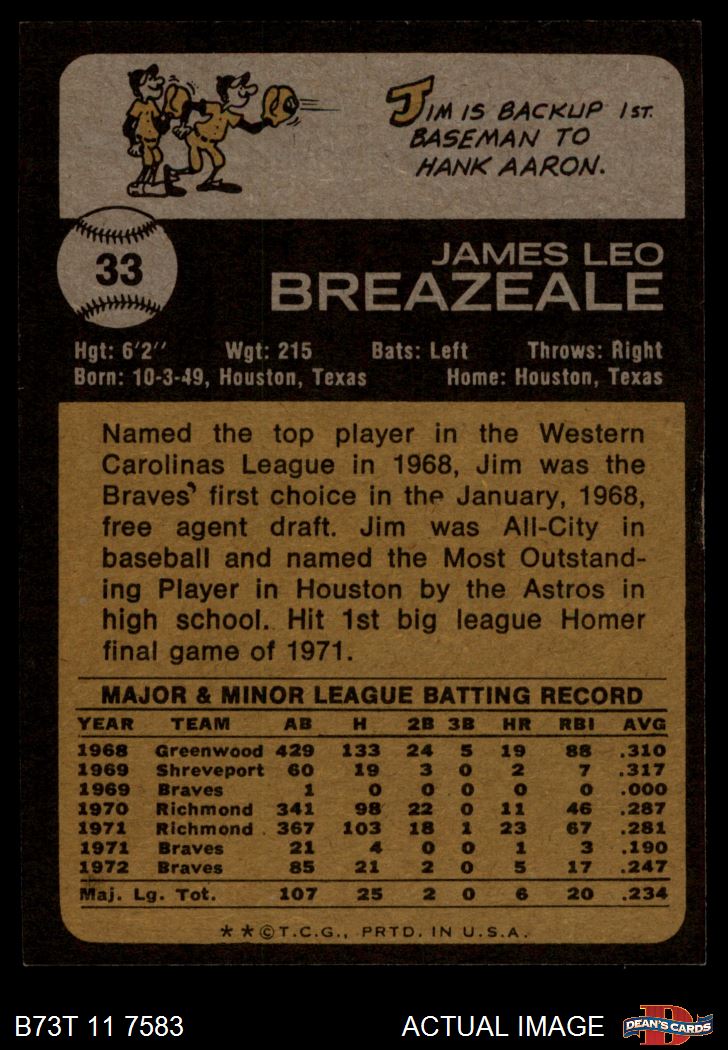 JIM IS BACKUP 1ST.
BASEMAN TO
HANK AARON.
33
JAMES LEO
BREAZEALE
Hgt: 6'2" Wgt: 215 Bats: Left Throws: Right
Born: 10-3-49, Houston, Texas Home: Houston, Texas
Named the top player in the Western
Carolinas League in 1968, Jim was the
Braves' first choice in the January, 1968,
free agent draft. Jim was All-City in
baseball and named the Most Outstand-
ing Player in Houston by the Astros in
high school. Hit 1st big league Homer
final game of 1971.
MAJOR & MINOR LEAGUE BATTING RECORD
YEAR TEAM AB H 2B 3B HR RBI AVG
1968 Greenwood 429 133 24 5 19 88 .310
1969 Shreveport 60 19 3 0 2 7 .317
1969 Braves 1 0 0 0 0 0 .000
1970 Richmond 341 98 22 0 11 46 .287
1971 Richmond 367 103 18 1 23 67 .281
1971 Braves 21 4 0 0 1 3 .190
1972 Braves 85 21 2 0 5 17 .247
Maj. Lg. Tot. 107 25 2 0 6 20 .234
* * © T.C.G., PRTD. IN U.S.A.
B73T 11 7583 ACTUAL IMAGE D DEAN'S CARDS